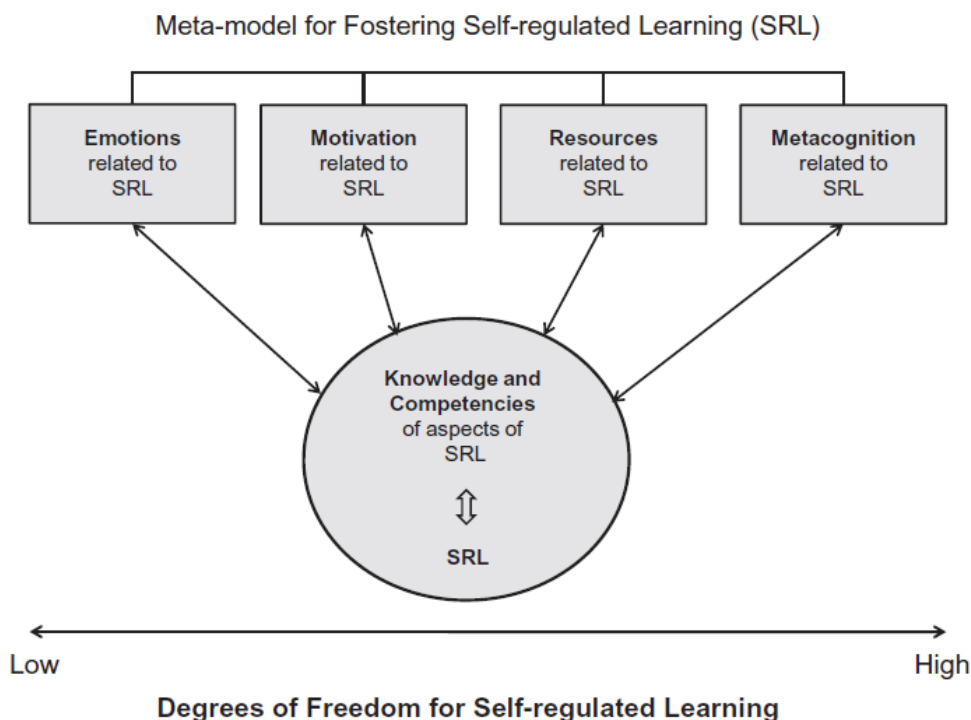 Meta-model for Fostering Self-regulated Learning (SRL)
Emotions
related to
SRL
Motivation
related to
SRL
Resources
related to
SRL
Metacognition
related to
SRL
Knowledge and
Competencies
of aspects of
SRL
SRL
Low
High
Degrees of Freedom for Self-regulated Learning